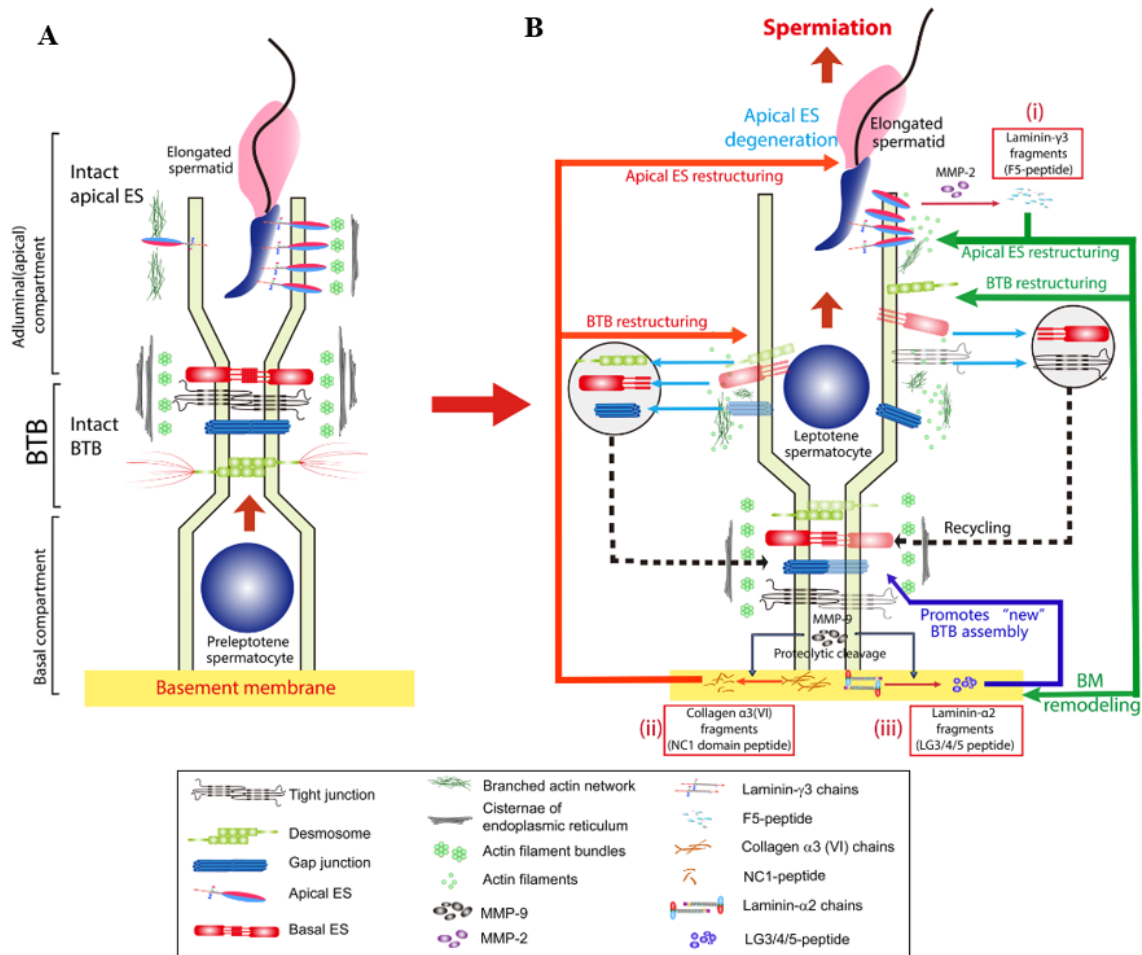 A
Elongated
spermatid
Intact
apical ES
Adluminal(apical)
compartment
BTB
Intact
BTB
Basal compartment
Preleptotene
spermatocyte
Basement membrane
B
Spermiation
Apical ES
degeneration
Elongated
spermatid
(i)
Laminin-γ3
fragments
(F5-peptide)
MMP-2
Apical ES restructuring
Apical ES restructuring
BTB restructuring
BTB restructuring
Leptotene
spermatocyte
Recycling
MMP-9
Proteolytic cleavage
Promotes "new"
BTB assembly
BM
remodeling
(ii)
Collagen α3(VI)
fragments
(NC1 domain peptide)
(iii)
Laminin-α2
fragments
(LG3/4/5 peptide)
Tight junction
Desmosome
Gap junction
Apical ES
Basal ES
Branched actin network
Cisternae of
endoplasmic reticulum
Actin filament bundles
Actin filaments
MMP-9
MMP-2
Laminin-γ3 chains
F5-peptide
Collagen α3 (VI) chains
NC1-peptide
Laminin-α2 chains
LG3/4/5-peptide